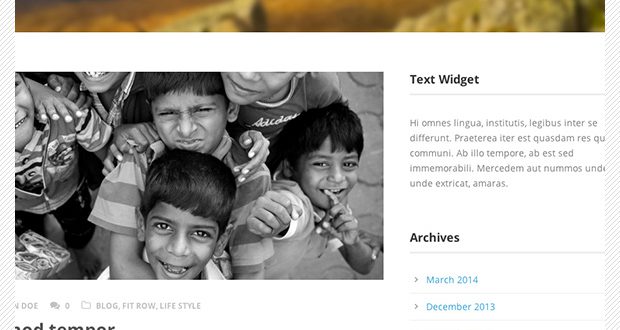 N DOE 0 BLOG, FIT ROW, LIFE STYLE
mod tempor
Text Widget
Hi omnes lingua, institutis, legibus inter se
differunt. Praeterea iter est quasdam res qu
communi. Ab illo tempore, ab est sed
immemorabili. Mercedem aut nummos unde
unde extricat, amaras.
Archives
March 2014
December 2013